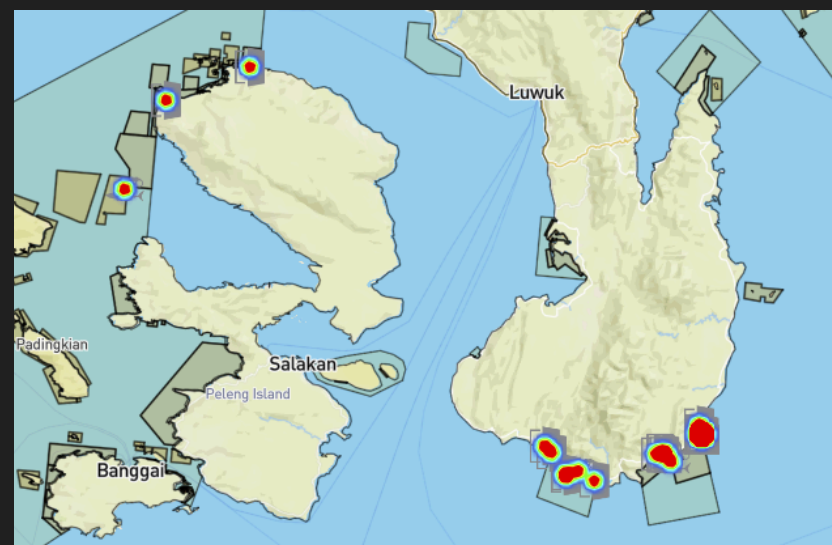 Luwuk
Padingkian
Salakan
Peleng Island
Banggai